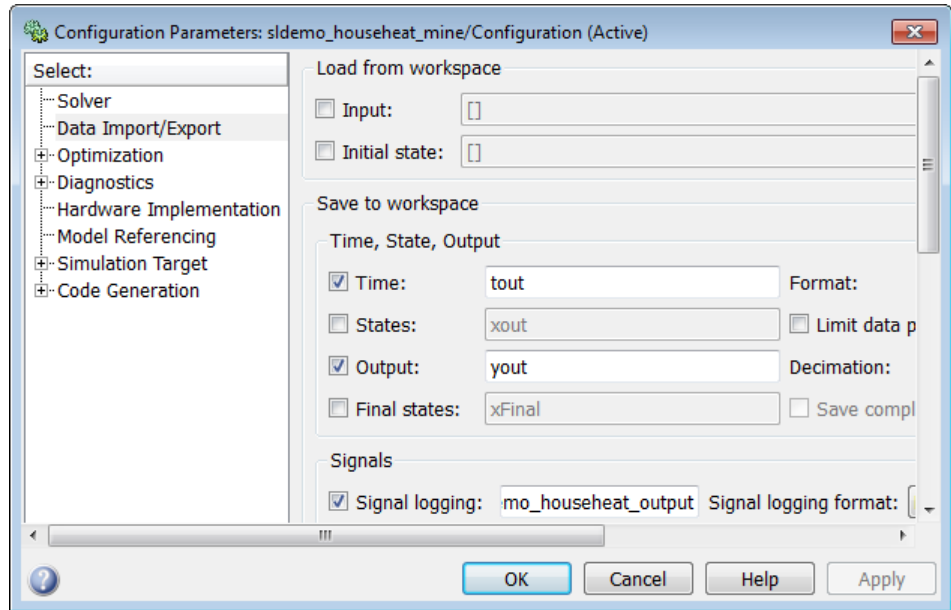 Configuration Parameters: sldemo_househeat_mine/Configuration (Active)
Select:
Solver
Data Import/Export
Optimization
Diagnostics
Hardware Implementation
Model Referencing
Simulation Target
Code Generation
Load from workspace
Input: []
Initial state: []
Save to workspace
Time, State, Output
Time: tout Format:
States: xout Limit data p
Output: yout Decimation:
Final states: xFinal Save compl
Signals
Signal logging: mo_househeat_output Signal logging format:
OK Cancel Help Apply